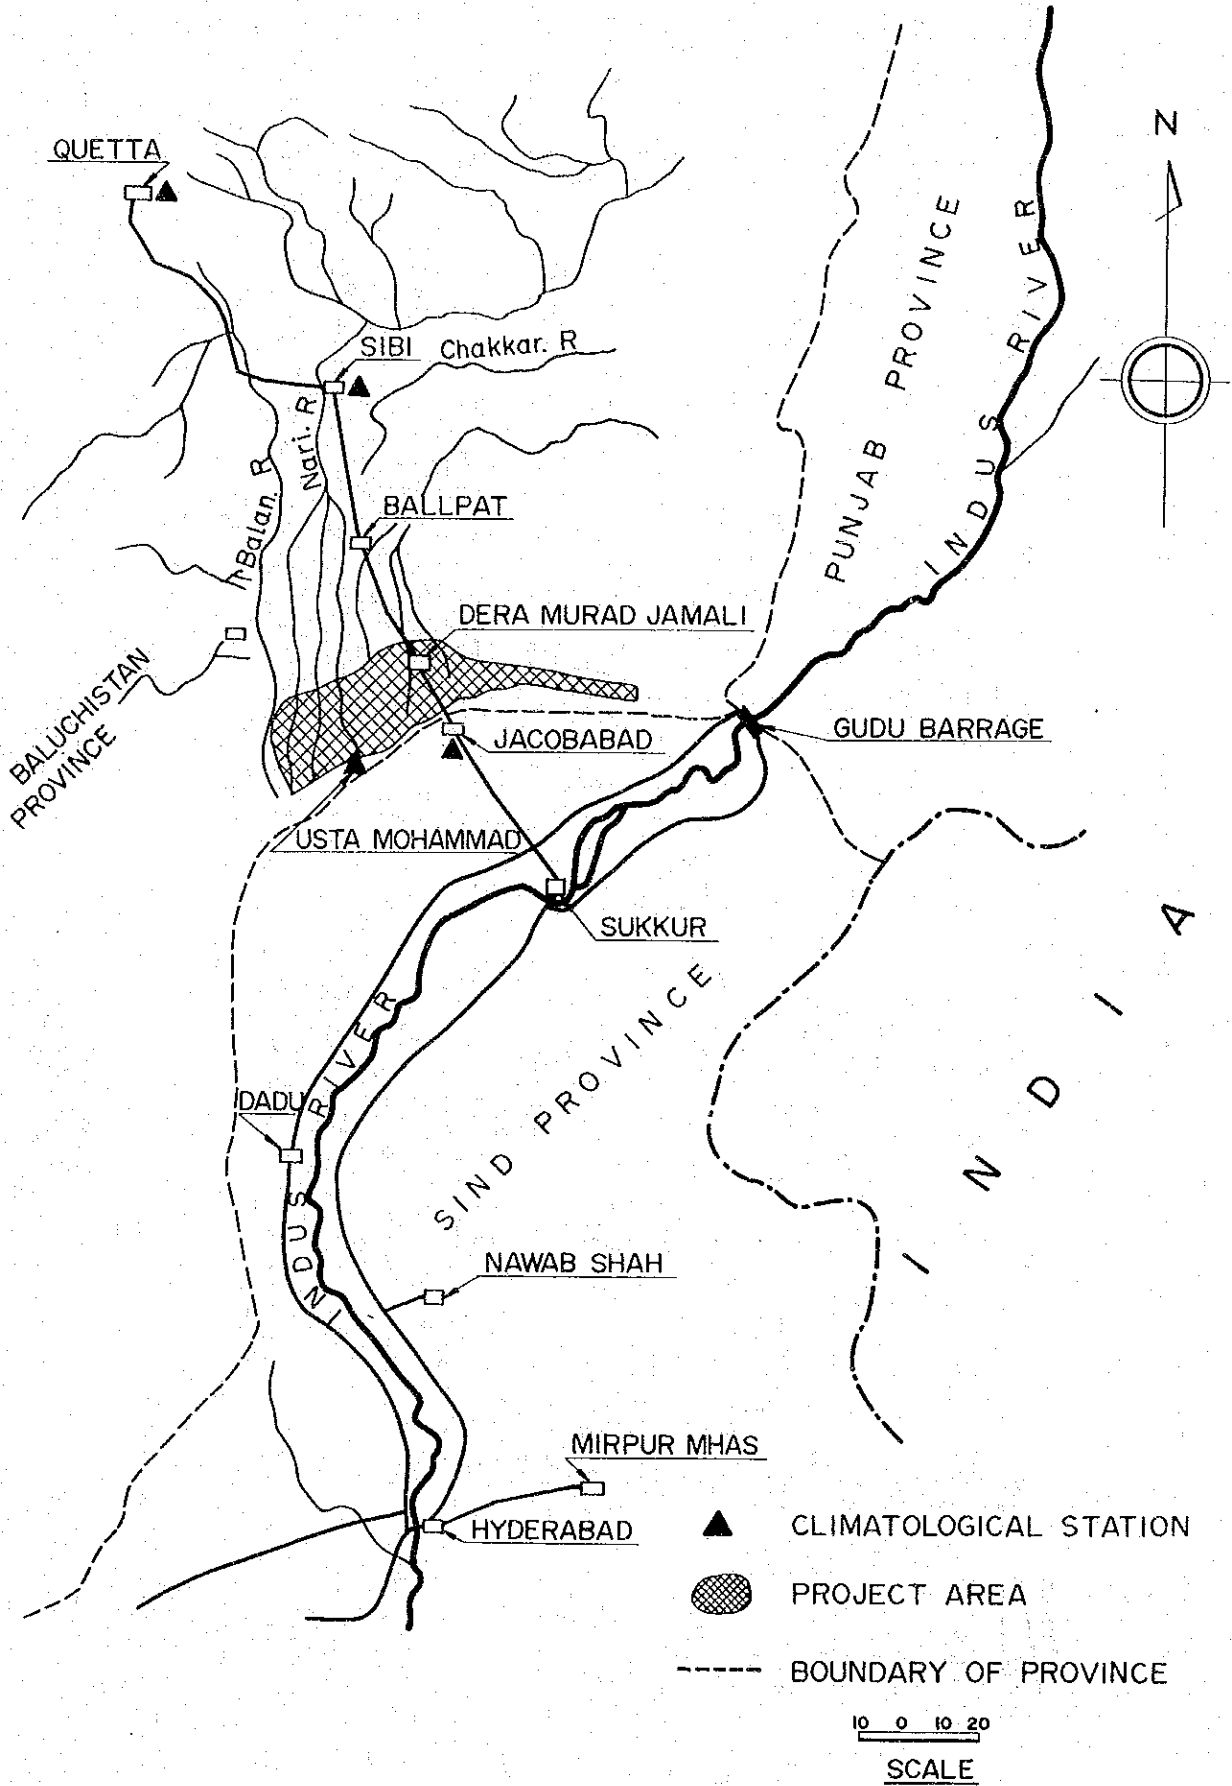 N
QUETTA
PUNJAB PROVINCE
INDUS RIVER
SIBI
Chakkar. R
Nari. R
Balan. R
BALLPAT
DERA MURAD JAMALI
BALUCHISTAN
PROVINCE
JACOBABAD
GUDU BARRAGE
USTA MOHAMMAD
SUKKUR
INDIA
SIND PROVINCE
INDUS RIVER
DADU
NAWAB SHAH
MIRPUR MHAS
HYDERABAD
CLIMATOLOGICAL STATION
PROJECT AREA
BOUNDARY OF PROVINCE
10 0 10 20
SCALE